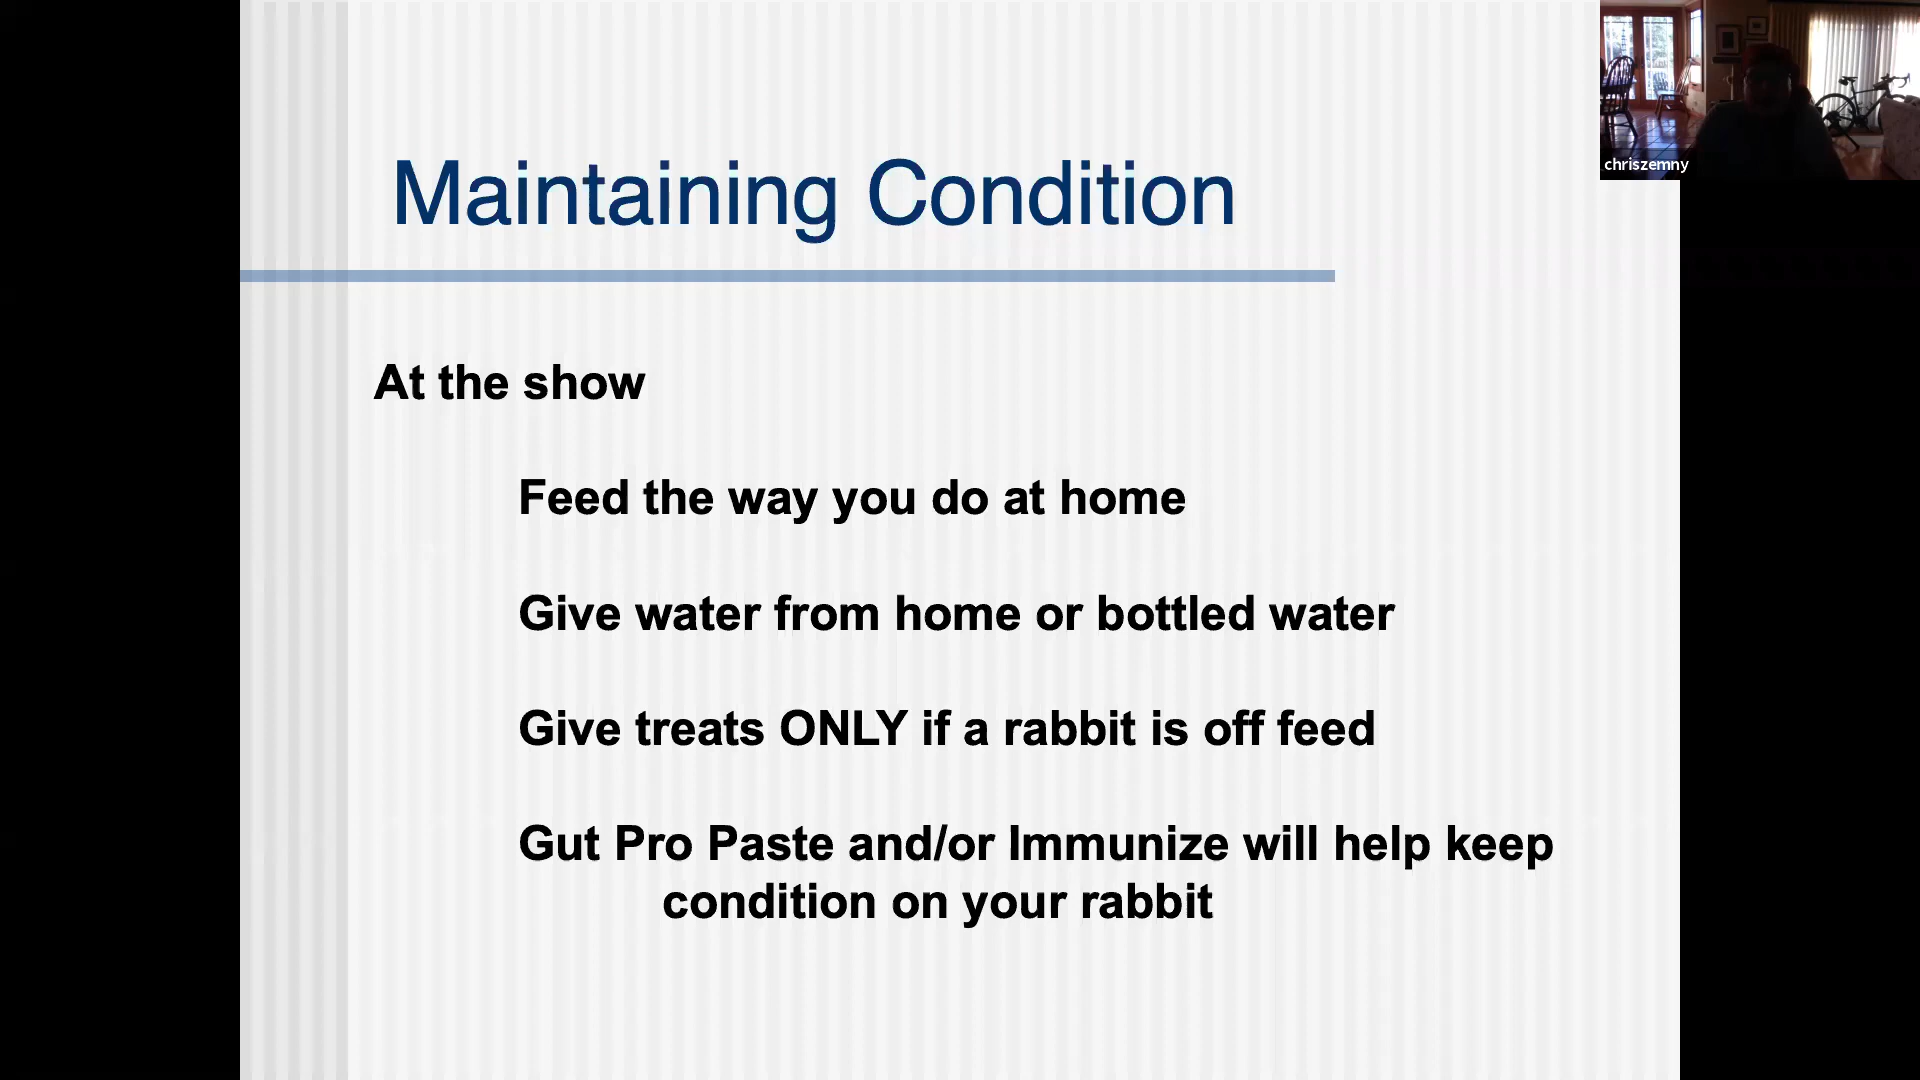 Maintaining Condition
chriszemny
At the show
Feed the way you do at home
Give water from home or bottled water
Give treats ONLY if a rabbit is off feed
Gut Pro Paste and/or Immunize will help keep
condition on your rabbit